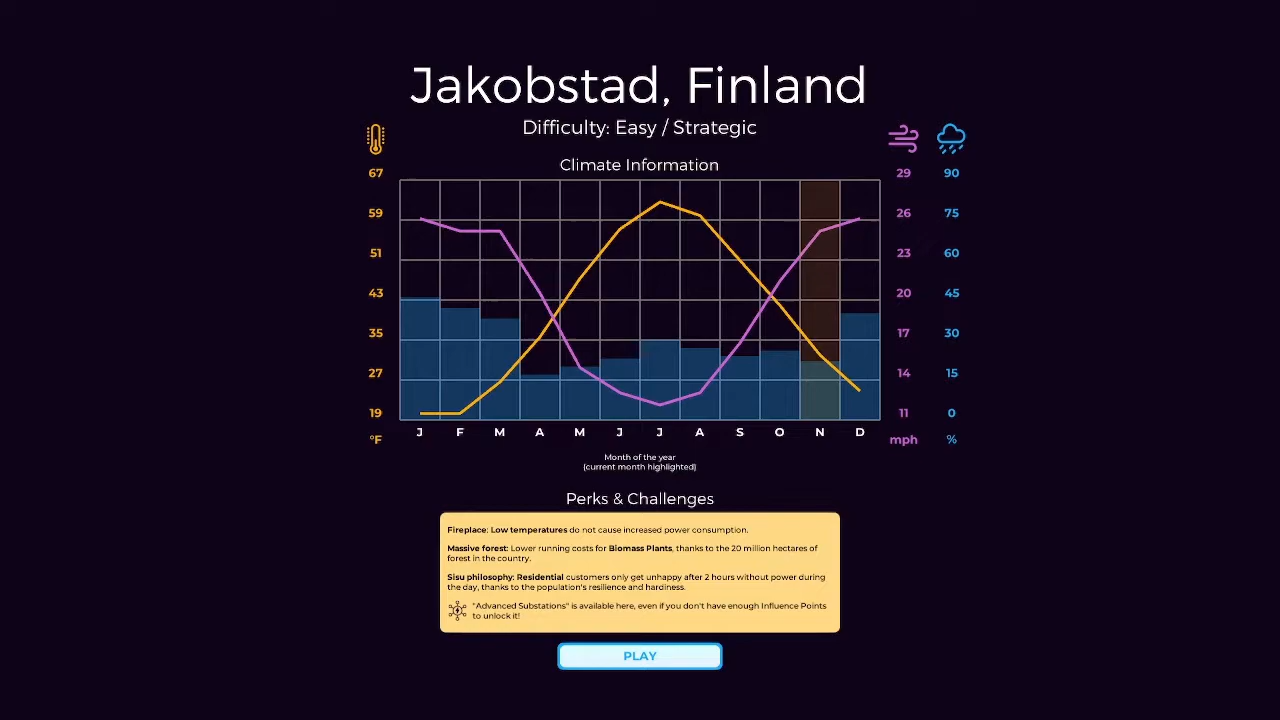 Jakobstad, Finland
Difficulty: Easy / Strategic
Climate Information
67 29 90
59 26 75
51 23 60
43 20 45
35 17 30
27 14 15
19 11 0
J F M A M J J A S O N D
°F mph %
Month of the year
(current month highlighted)
Perks & Challenges
Fireplace: Low temperatures do not cause increased power consumption.
Massive forest: Lower running costs for Biomass Plants, thanks to the 20 million hectares of
forest in the country.
Sisu philosophy: Residential customers only get unhappy after 2 hours without power during
the day, thanks to the population's resilience and hardiness.
"Advanced Substations" is available here, even if you don't have enough Influence Points
to unlock it!
PLAY